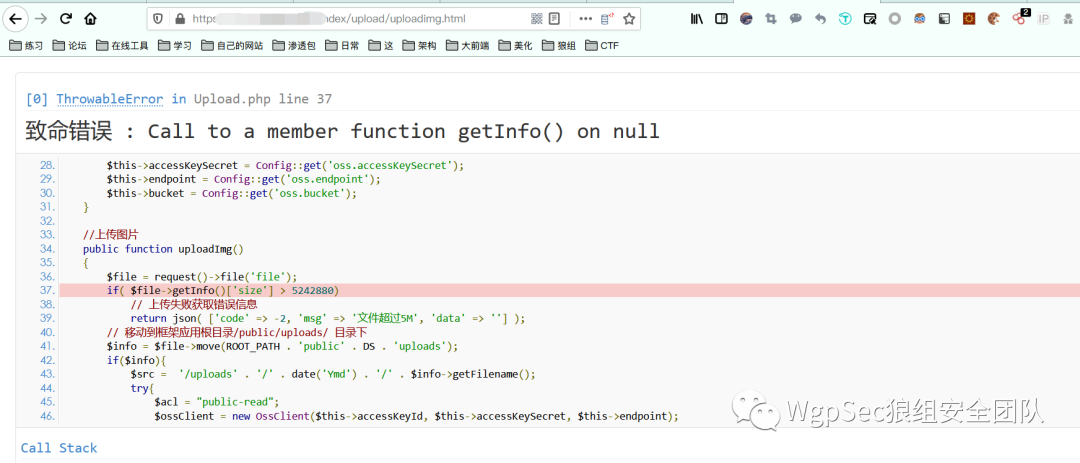 https:// ndex/upload/uploadimg.html
2
IP
练习 论坛 在线工具 学习 自己的网站 渗透包 日常 这 架构 大前端 美化 狼组 CTF
[0] ThrowableError in Upload.php line 37
致命错误 : Call to a member function getInfo() on null
28. $this->accessKeySecret = Config::get('oss.accessKeySecret');
29. $this->endpoint = Config::get('oss.endpoint');
30. $this->bucket = Config::get('oss.bucket');
31. }
32.
33. //上传图片
34. public function uploadImg()
35. {
36. $file = request()->file('file');
37. if( $file->getInfo()['size'] > 5242880)
38. // 上传失败获取错误信息
39. return json( ['code' => -2, 'msg' => '文件超过5M', 'data' => ''] );
40. // 移动到框架应用根目录/public/uploads/ 目录下
41. $info = $file->move(ROOT_PATH . 'public' . DS . 'uploads');
42. if($info){
43. $src = '/uploads' . '/' . date('Ymd') . '/' . $info->getFilename();
44. try{
45. $acl = "public-read";
46. $ossClient = new OssClient($this->accessKeyId, $this->accessKeySecret, $this->endpoint);
WgpSec狼组安全团队
Call Stack